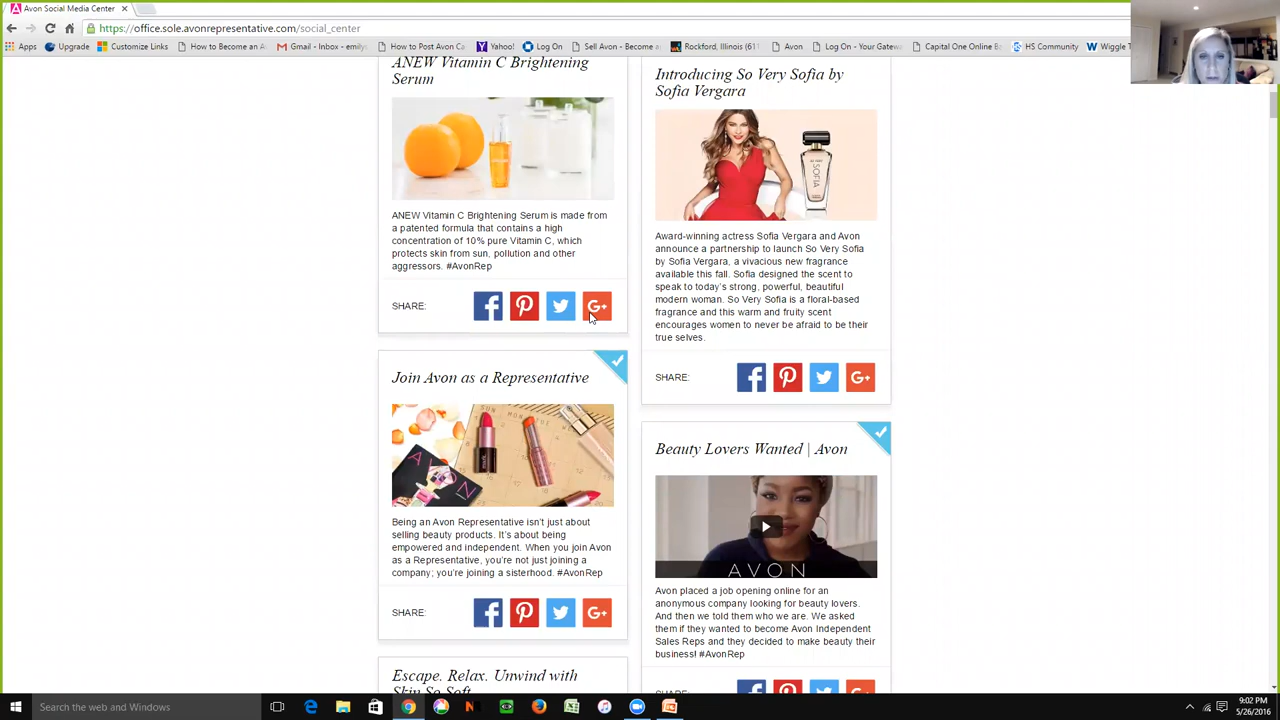 Avon Social Media Center
https://office.sole.avonrepresentative.com/social_center
Apps
Upgrade
Customize Links
How to Become an A
Gmail - Inbox - emily
How to Post Avon Ca
Yahoo!
Log On
Sell Avon - Become a
Rockford, Illinois (611
Avon
Log On - Your Gatew
Capital One Online B
HS Community
Wiggle T
ANEW Vitamin C Brightening
Serum
ANEW Vitamin C Brightening Serum is made from
a patented formula that contains a high
concentration of 10% pure Vitamin C, which
protects skin from sun, pollution and other
aggressors. #AvonRep
SHARE:
Join Avon as a Representative
Being an Avon Representative isn't just about
selling beauty products. It's about being
empowered and independent. When you join Avon
as a Representative, you're not just joining a
company; you're joining a sisterhood. #AvonRep
SHARE:
Escape. Relax. Unwind with
Skin So Soft
Introducing So Very Sofia by
Sofia Vergara
SOFIA
Award-winning actress Sofia Vergara and Avon
announce a partnership to launch So Very Sofia
by Sofia Vergara, a vivacious new fragrance
available this fall. Sofia designed the scent to
speak to today's strong, powerful, beautiful
modern woman. So Very Sofia is a floral-based
fragrance and this warm and fruity scent
encourages women to never be afraid to be their
true selves.
SHARE:
Beauty Lovers Wanted | Avon
AVON
Avon placed a job opening online for an
anonymous company looking for beauty lovers.
And then we told them who we are. We asked
them if they wanted to become Avon Independent
Sales Reps and they decided to make beauty their
business! #AvonRep
SHARE:
Search the web and Windows
9:02 PM
5/26/2016